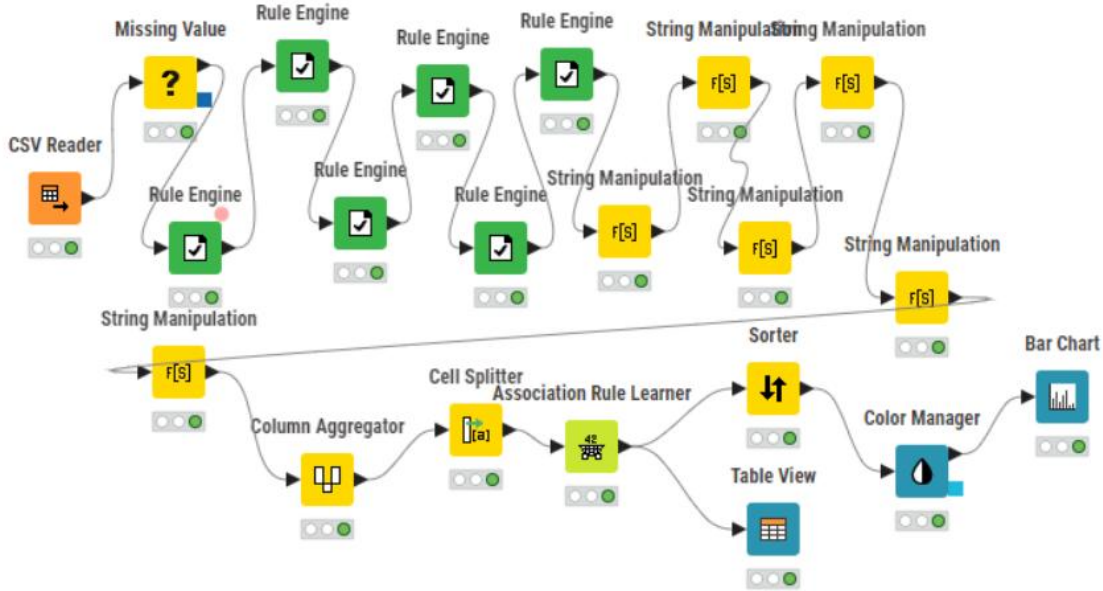 Missing Value
Rule Engine
Rule Engine
Rule Engine
String Manipulation
String Manipulation
?
F[S]
F[S]
CSV Reader
Rule Engine
Rule Engine
Rule Engine
String Manipulation
String Manipulation
F[S]
F[S]
String Manipulation
F[S]
String Manipulation
F[S]
Column Aggregator
Cell Splitter
[a]
Association Rule Learner
42
Sorter
Table View
Color Manager
Bar Chart